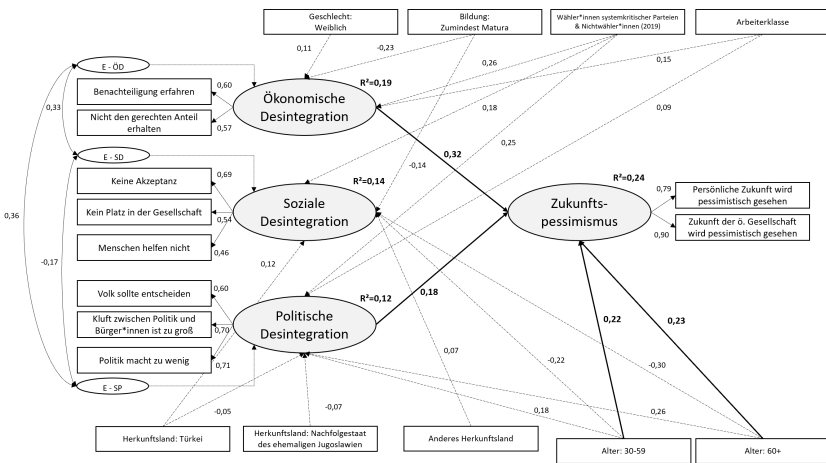 Geschlecht:
Weiblich
Bildung:
Zumindest Matura
Wähler*innen systemkritischer Parteien
& Nichtwähler*innen (2019)
Arbeiterklasse
0,11
-0,23
0,26
0,15
E - ÖD
R²=0,19
0,60
Benachteiligung erfahren
Ökonomische
Desintegration
0,33
0,18
0,09
Nicht den gerechten Anteil
erhalten
0,57
0,25
0,32
-0,14
E - SD
0,69
R²=0,14
R²=0,24
Keine Akzeptanz
0,79
Persönliche Zukunft wird
pessimistisch gesehen
Soziale
Desintegration
Zukunfts-
pessimismus
Kein Platz in der Gesellschaft
0,54
0,36
0,90
Zukunft der ö. Gesellschaft
wird pessimistisch gesehen
Menschen helfen nicht
0,46
-0,17
0,12
0,60
Volk sollte entscheiden
R²=0,12
0,18
Politische
Desintegration
Kluft zwischen Politik und
Bürger*innen ist zu groß
0,70
0,22
0,23
Politik macht zu wenig
0,71
0,07
-0,22
-0,30
E - SP
-0,05
-0,07
0,18
0,26
Herkunftsland: Türkei
Herkunftsland: Nachfolgestaat
des ehemaligen Jugoslawien
Anderes Herkunftsland
Alter: 30-59
Alter: 60+